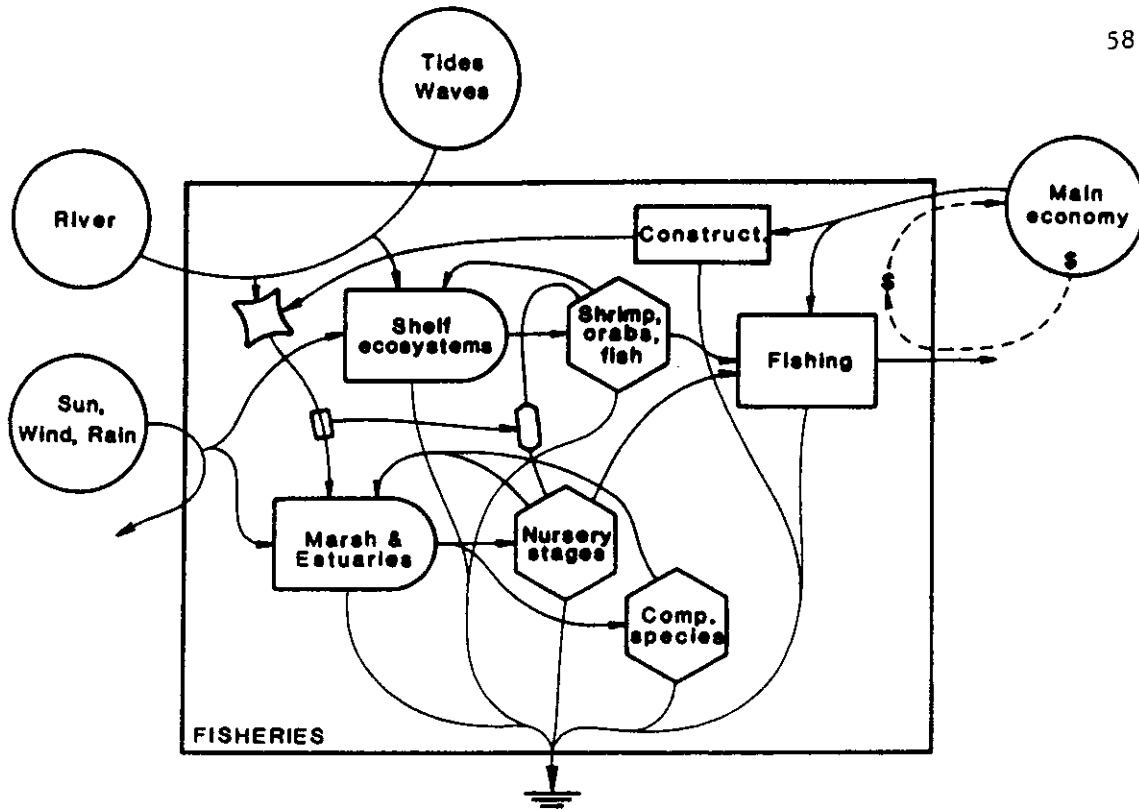 58
Tides
Waves
River
Main
economy
$
$
Construct.
Shelf
ecosystems
Shrimp,
orabs,
fish
Fishing
Sun,
Wind, Rain
Marsh &
Estuaries
Nursery
stages
Comp.
species
FISHERIES